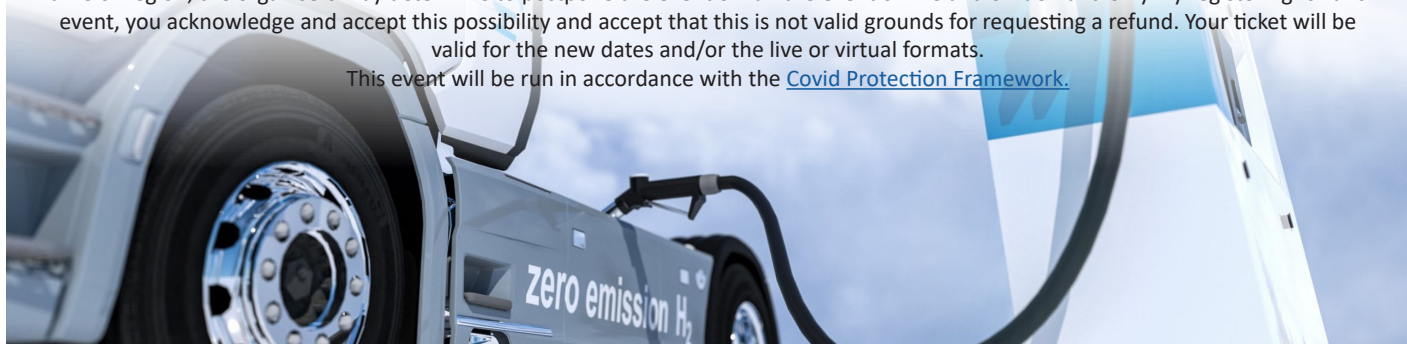 event, you acknowledge and accept this possibility and accept that this is not valid grounds for requesting a refund. Your ticket will be
valid for the new dates and/or the live or virtual formats.
This event will be run in accordance with the Covid Protection Framework.
zero emission H₂